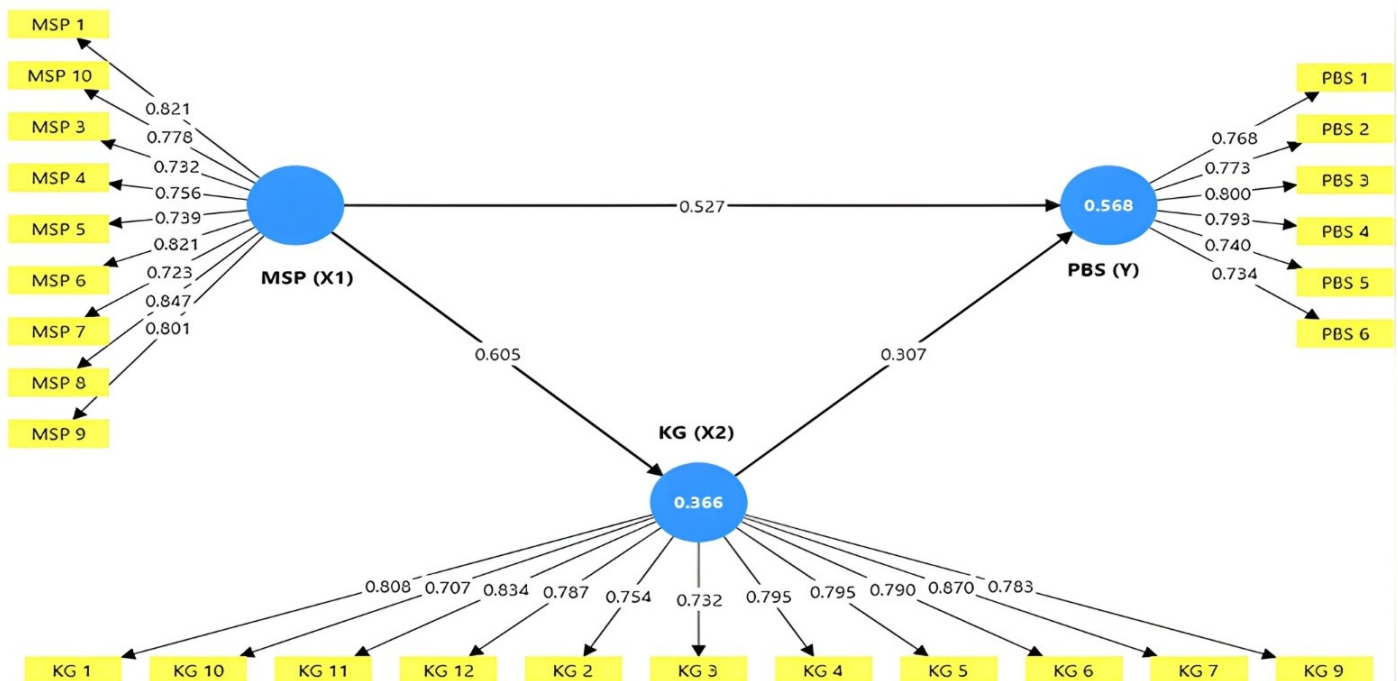 MSP 1
MSP 10
MSP 3
MSP 4
MSP 5
MSP 6
MSP 7
MSP 8
MSP 9
0.821
0.778
0.732
0.756
0.739
0.821
0.723
0.847
0.801
MSP (X1)
0.527
0.605
0.307
0.568
PBS (Y)
0.768
0.773
0.800
0.793
0.740
0.734
PBS 1
PBS 2
PBS 3
PBS 4
PBS 5
PBS 6
KG (X2)
0.366
0.808 0.707 0.834 0.787 0.754 0.732 0.795 0.795 0.790 0.870 0.783
KG 1 KG 10 KG 11 KG 12 KG 2 KG 3 KG 4 KG 5 KG 6 KG 7 KG 9